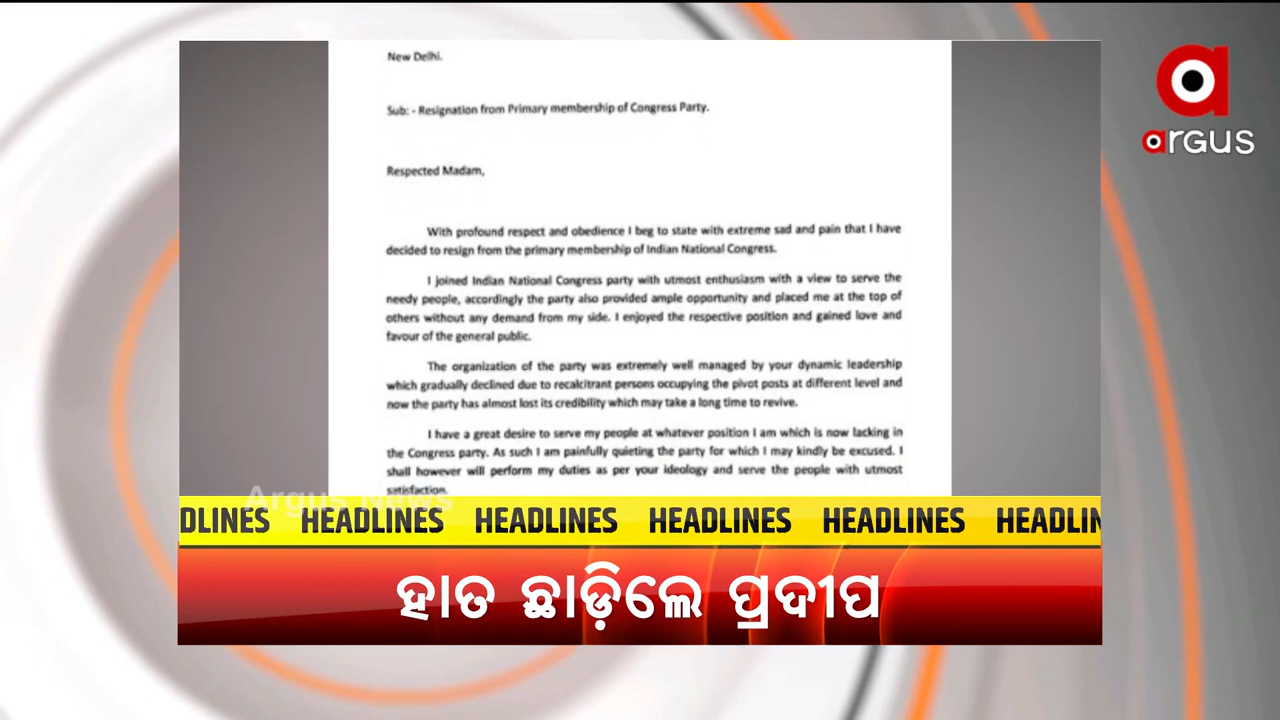 New Delhi.
Sub: - Resignation from Primary membership of Congress Party.
Respected Madam,
With profound respect and obedience I beg to state with extreme sad and pain that I have
decided to resign from the primary membership of Indian National Congress.
I joined Indian National Congress party with utmost enthusiasm with a view to serve the
needy people, accordingly the party also provided ample opportunity and placed me at the top of
others without any demand from my side. I enjoyed the respective position and gained love and
favour of the general public.
The organization of the party was extremely well managed by your dynamic leadership
which gradually declined due to recalcitrant persons occupying the pivot posts at different level and
now the party has almost lost its credibility which may take a long time to revive.
I have a great desire to serve my people at whatever position I am which is now lacking in
the Congress party. As such I am painfully quieting the party for which I may kindly be excused. I
shall however will perform my duties as per your ideology and serve the people with utmost
satisfaction.
Argus News
DLINES HEADLINES HEADLINES HEADLINES HEADLINES HEADLIN
ହାତ ଛାଡ଼ିଲେ ପ୍ରଦୀପ
a
argus